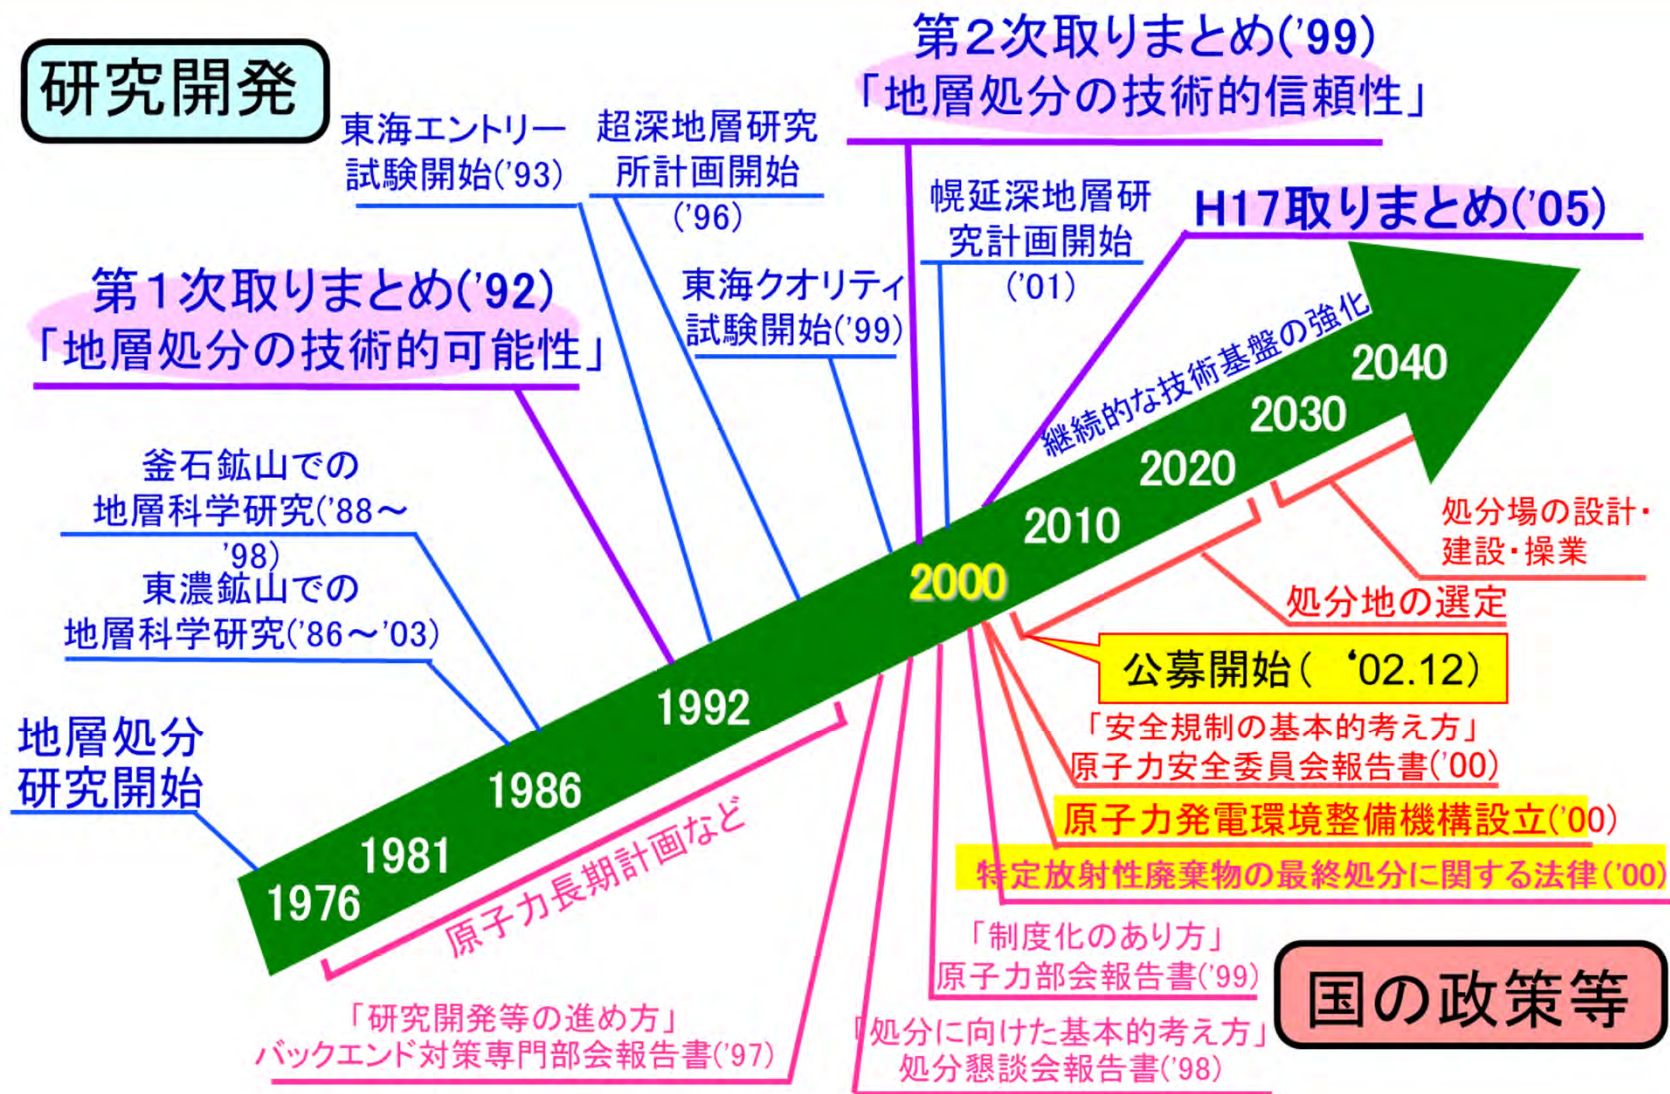 研究開発
第２次取りまとめ('99)
「地層処分の技術的信頼性」
東海エントリー
試験開始('93)
超深地層研究
所計画開始
('96)
幌延深地層研
究計画開始
('01)
H17取りまとめ('05)
第１次取りまとめ('92)
「地層処分の技術的可能性」
東海クオリティ
試験開始('99)
継続的な技術基盤の強化
釜石鉱山での
地層科学研究('88～
'98)
東濃鉱山での
地層科学研究('86～'03)
地層処分
研究開始
1976
1981
1986
1992
2000
2010
2020
2030
2040
処分場の設計・
建設・操業
処分地の選定
公募開始( ‘02.12)
「安全規制の基本的考え方」
原子力安全委員会報告書('00)
原子力発電環境整備機構設立('00)
特定放射性廃棄物の最終処分に関する法律('00)
原子力長期計画など
「制度化のあり方」
原子力部会報告書('99)
「研究開発等の進め方」
バックエンド対策専門部会報告書('97)
「処分に向けた基本的考え方」
処分懇談会報告書('98)
国の政策等